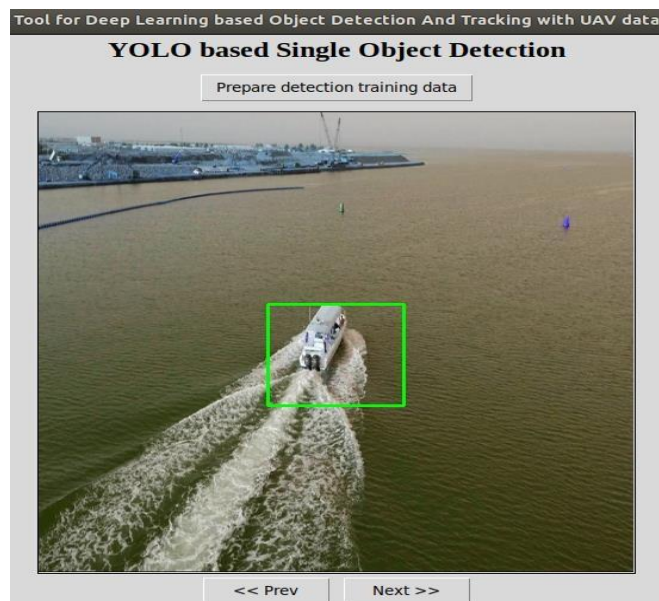 Tool for Deep Learning based Object Detection And Tracking with UAV data
YOLO based Single Object Detection
Prepare detection training data
<< Prev
Next >>